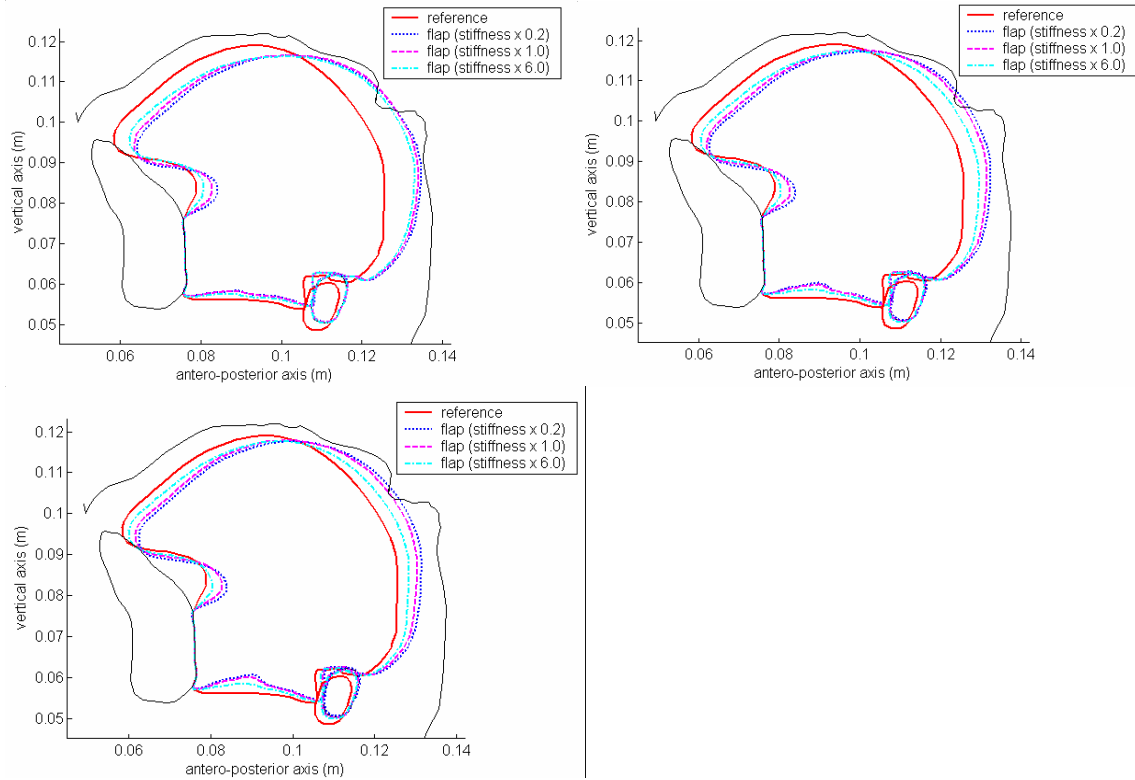 reference
flap (stiffness x 0.2)
flap (stiffness x 1.0)
flap (stiffness x 6.0)
0.12
0.11
0.1
0.09
0.08
0.07
0.06
0.05
vertical axis (m)
0.06 0.08 0.1 0.12 0.14
antero-posterior axis (m)
reference
flap (stiffness x 0.2)
flap (stiffness x 1.0)
flap (stiffness x 6.0)
0.12
0.11
0.1
0.09
0.08
0.07
0.06
0.05
vertical axis (m)
0.06 0.08 0.1 0.12 0.14
antero-posterior axis (m)
reference
flap (stiffness x 0.2)
flap (stiffness x 1.0)
flap (stiffness x 6.0)
0.12
0.11
0.1
0.09
0.08
0.07
0.06
0.05
vertical axis (m)
0.06 0.08 0.1 0.12 0.14
antero-posterior axis (m)